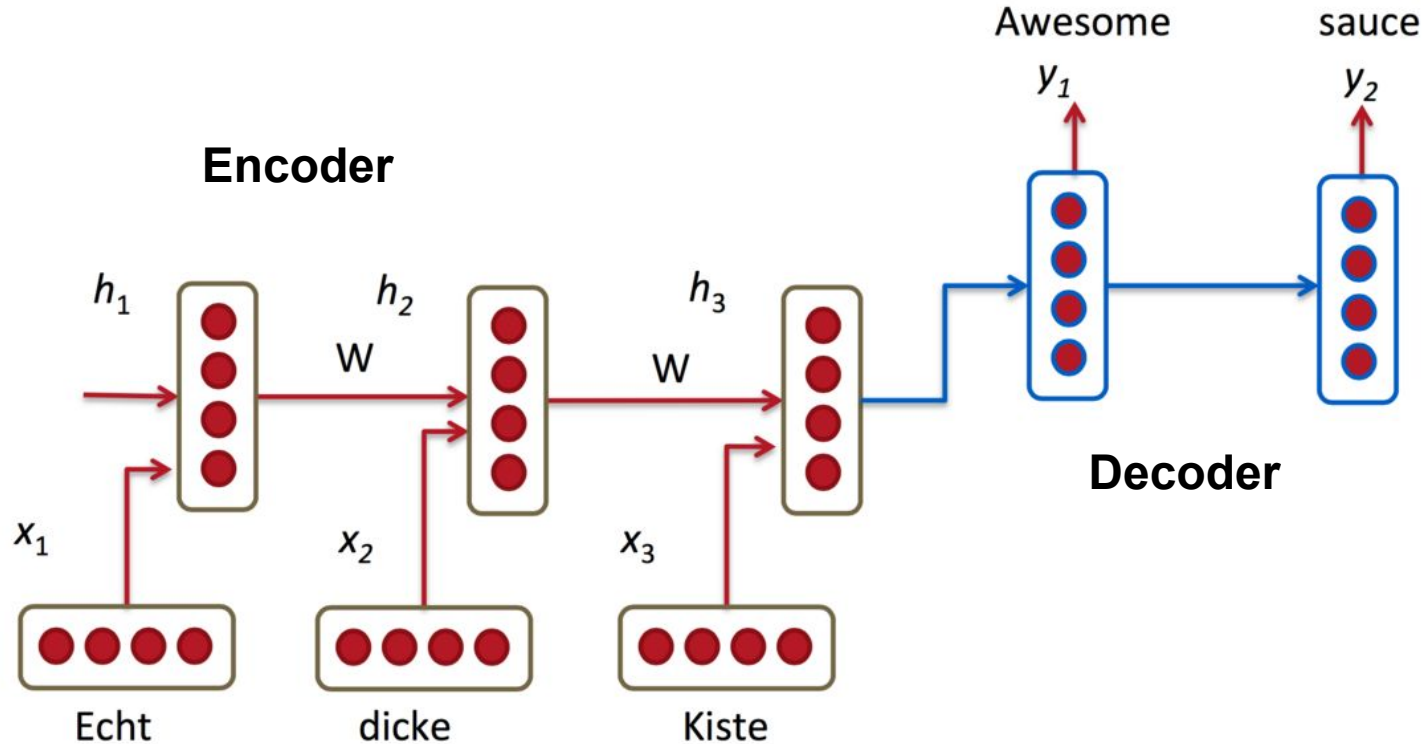 Awesome sauce
y₁ y₂
Encoder
h₁ h₂ h₃
W W
Decoder
x₁ x₂ x₃
Echt dicke Kiste